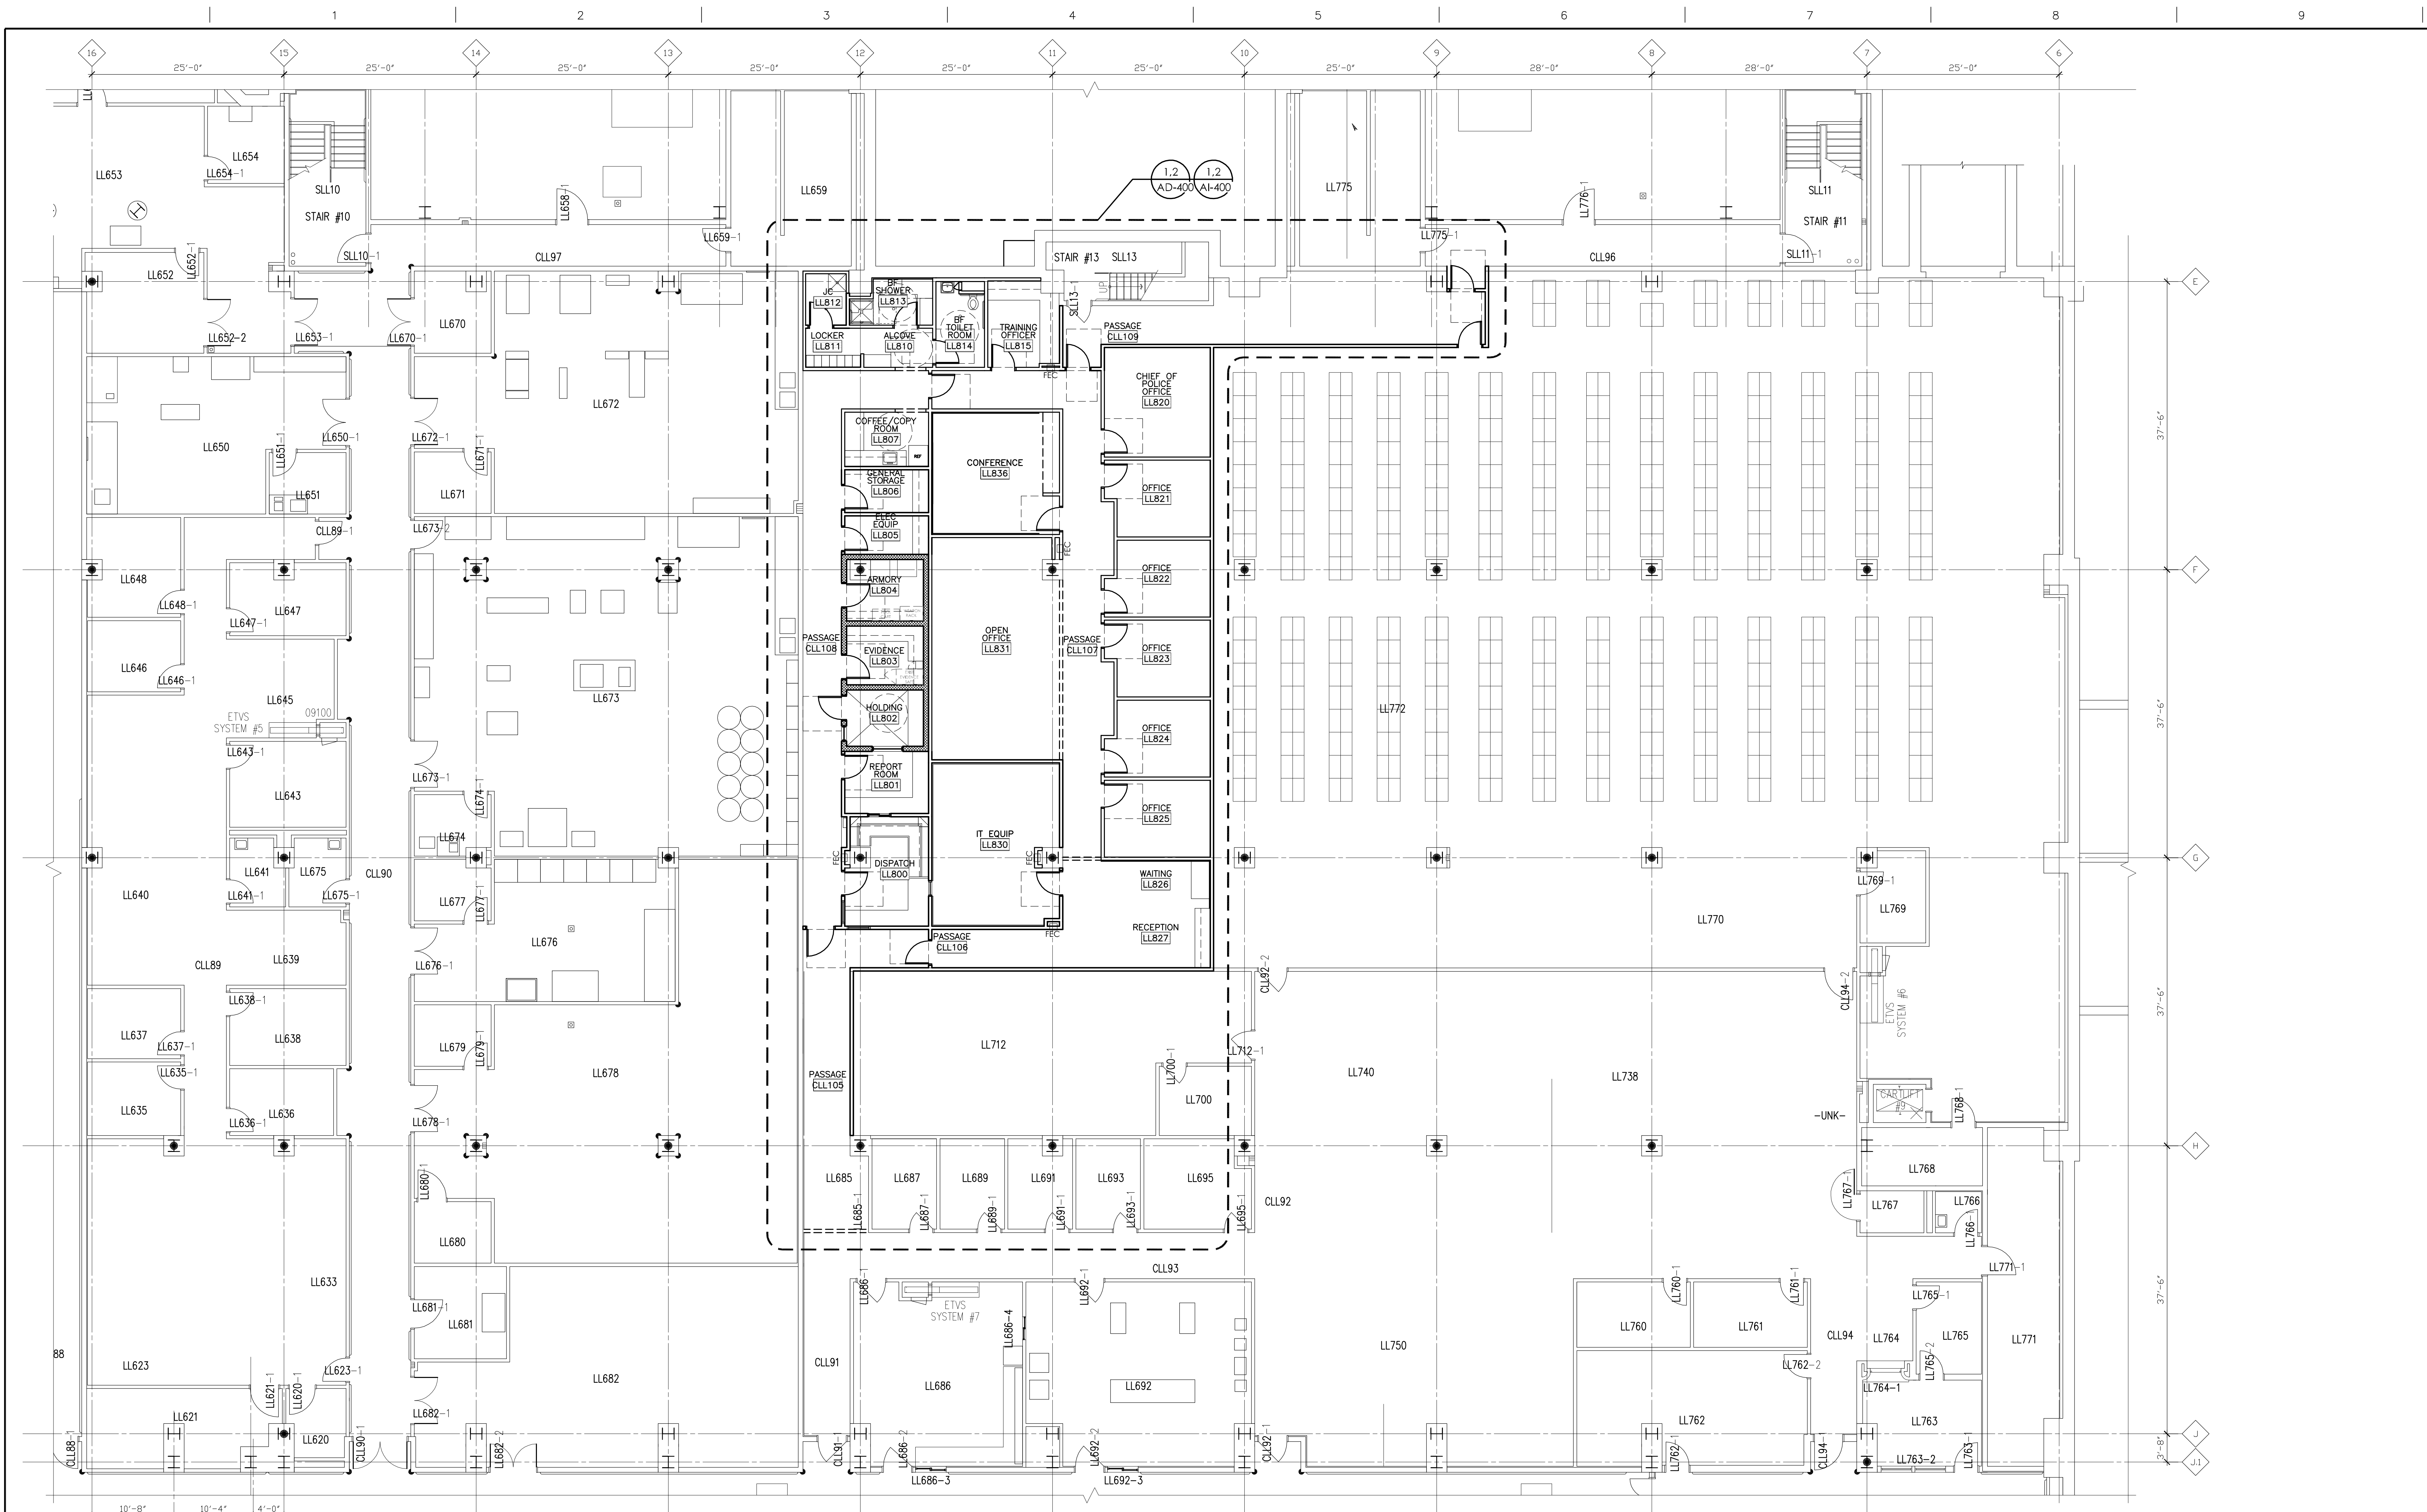 1 2 3 4 5 6 7 8 9
16 15 14 13 12 11 10 9 8 7 6
25'-0" 25'-0" 25'-0" 25'-0" 25'-0" 25'-0" 25'-0" 28'-0" 28'-0" 25'-0"
1,2
AD-400
1,2
AI-400
LL653
LL654
LL654-1
SLL10
STAIR #10
SLL10-1
LL652
LL652-1
LL652-2
LL653-1
LL658-1
LL659
LL659-1
CLL97
LL670
LL670-1
LL775
LL775-1
LL776-1
CLL96
SLL11
STAIR #11
SLL11-1
STAIR #13
SLL13
SLL13-1
UP
E
JC
LL812
BF
SHOWER
LL813
LOCKER
LL811
ALCOVE
LL810
BF
TOILET
ROOM
LL814
TRAINING
OFFICER
LL815
FEC
PASSAGE
CLL109
CHIEF OF
POLICE
OFFICE
LL820
LL672
LL650
LL650-1
LL651-1
LL651
LL672-1
LL671-1
LL671
COFFEE/COPY
ROOM
LL807
REF
GENERAL
STORAGE
LL806
ELEC
EQUIP
LL805
CONFERENCE
LL836
FEC
OFFICE
LL821
37'-6"
CLL89-1
LL673-2
LL648
LL648-1
LL647
LL647-1
F
ARMORY
LL804
OFFICE
LL822
LL646
LL646-1
LL645
LL673
PASSAGE
CLL108
EVIDENCE
LL803
OPEN
OFFICE
LL831
PASSAGE
CLL107
OFFICE
LL823
LL772
37'-6"
ETVS
SYSTEM #5
09100
LL643-1
LL643
HOLDING
LL802
OFFICE
LL824
LL673-1
LL674-1
LL674
REPORT
ROOM
LL801
OFFICE
LL825
IT EQUIP
LL830
FEC
FEC
DISPATCH
LL800
G
LL641
LL641-1
LL675
LL675-1
CLL90
LL640
LL677
LL677-1
LL676
LL676-1
WAITING
LL826
RECEPTION
LL827
FEC
PASSAGE
CLL106
LL770
LL769-1
LL769
CLL89
LL639
LL638-1
LL638
LL637
LL637-1
CLL92-2
CLL94-2
ETVS
SYSTEM #6
37'-6"
LL679
LL679-1
LL678
LL678-1
LL712
LL712-1
LL700-1
LL700
LL740
LL738
PASSAGE
CLL105
LL635-1
LL635
LL636
LL636-1
-UNK-
CARTLIFT
#9
LL768-1
H
LL685
LL685-1
LL687
LL687-1
LL689
LL689-1
LL691
LL691-1
LL693
LL693-1
LL695
LL695-1
CLL92
LL768
LL767-1
LL767
LL766
LL766-1
LL680-1
LL680
LL633
CLL93
LL771-1
37'-6"
LL681-1
LL681
LL686-1
ETVS
SYSTEM #7
LL686-4
LL692-1
LL760-1
LL761-1
LL765-1
LL760
LL761
CLL94
LL764
LL765
LL771
88
LL623
LL623-1
LL682
CLL91
LL686
LL692
LL750
LL762-2
LL765-2
LL764-1
LL621-1
LL620-1
LL621
LL620
LL682-1
LL682-2
LL762
LL763
J
CLL88-1
CLL90-1
CLL91-1
LL686-2
LL692-2
CLL92-1
LL762-1
CLL94-1
LL763-2
LL763-1
3'-8"
J.1
LL686-3
LL692-3
10'-8" 10'-4" 4'-0"